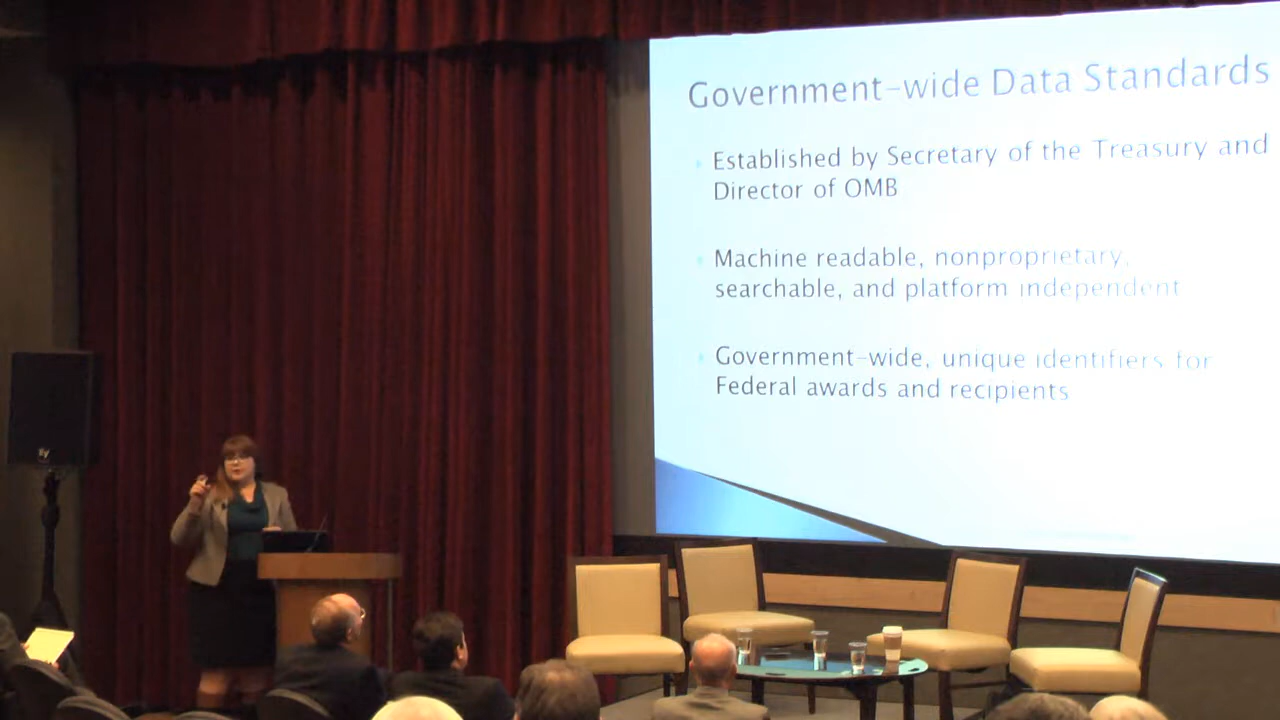 Government-wide Data Standards
Established by Secretary of the Treasury and
Director of OMB
Machine readable, nonproprietary,
searchable, and platform independent
Government-wide, unique identifiers for
Federal awards and recipients
EV